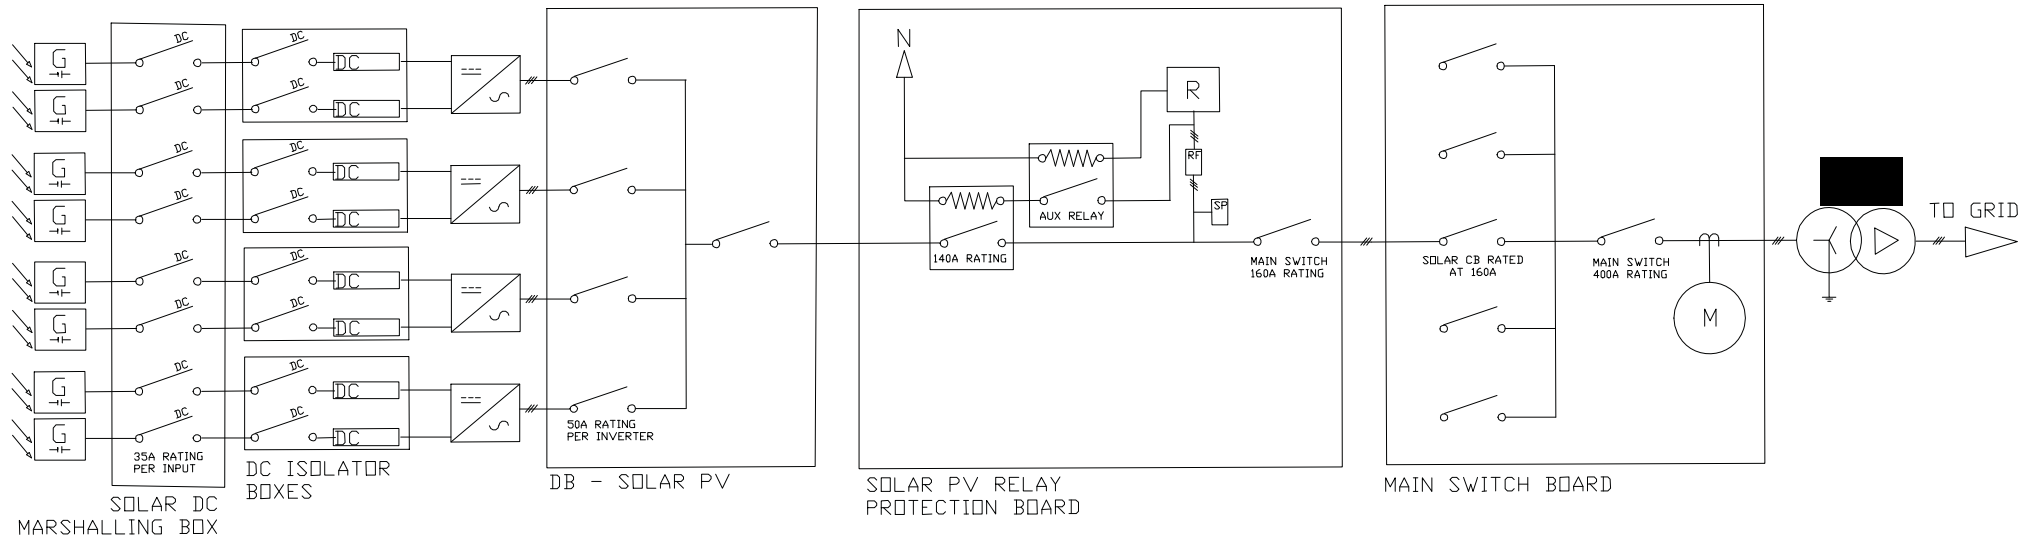 DC
DC
G
DC
DC
DC
G
DC
DC
DC
G
DC
DC
DC
G
DC
DC
DC
G
DC
DC
DC
G
DC
DC
DC
G
DC
DC
DC
G
DC
35A RATING
PER INPUT
SOLAR DC
MARSHALLING BOX
DC ISOLATOR
BOXES
50A RATING
PER INVERTER
DB - SOLAR PV
N
R
RF
SP
AUX RELAY
140A RATING
MAIN SWITCH
160A RATING
SOLAR PV RELAY
PROTECTION BOARD
SOLAR CB RATED
AT 160A
MAIN SWITCH
400A RATING
M
MAIN SWITCH BOARD
TO GRID